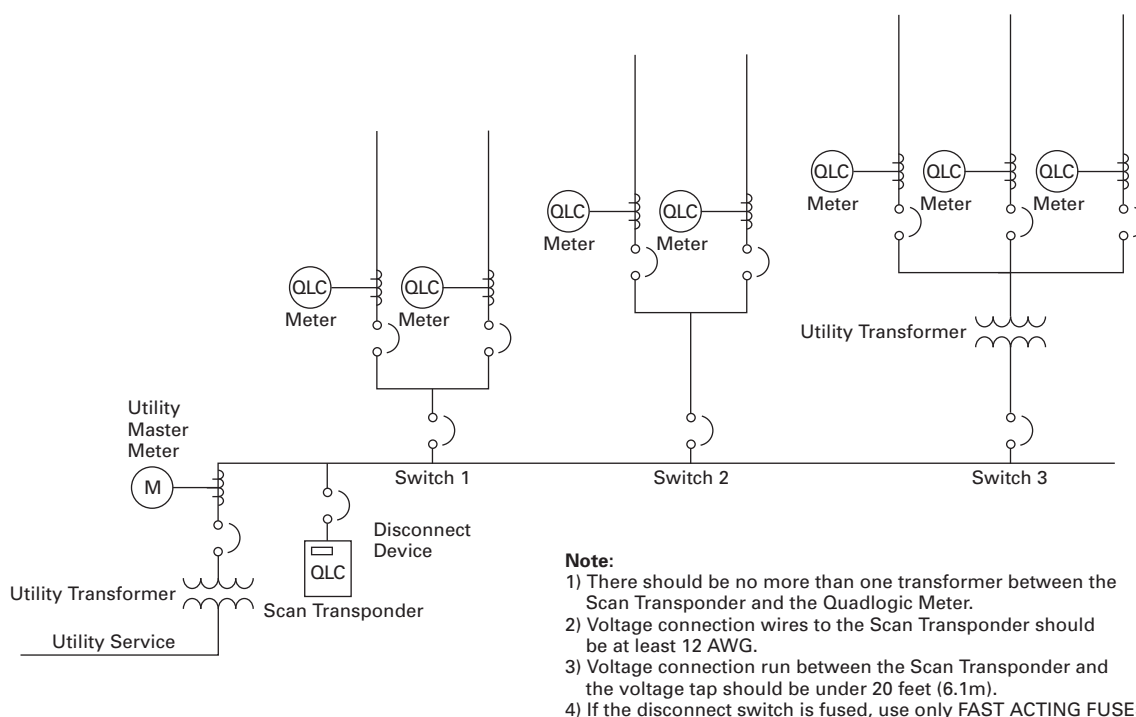 QLC
QLC
QLC
Meter
Meter
Meter
QLC
QLC
Meter
Meter
QLC
QLC
Meter
Meter
Utility Transformer
Utility
Master
Meter
M
Switch 1
Switch 2
Switch 3
Disconnect
Device
QLC
Utility Transformer
Scan Transponder
Utility Service
Note:
1) There should be no more than one transformer between the
Scan Transponder and the Quadlogic Meter.
2) Voltage connection wires to the Scan Transponder should
be at least 12 AWG.
3) Voltage connection run between the Scan Transponder and
the voltage tap should be under 20 feet (6.1m).
4) If the disconnect switch is fused, use only FAST ACTING FUSE